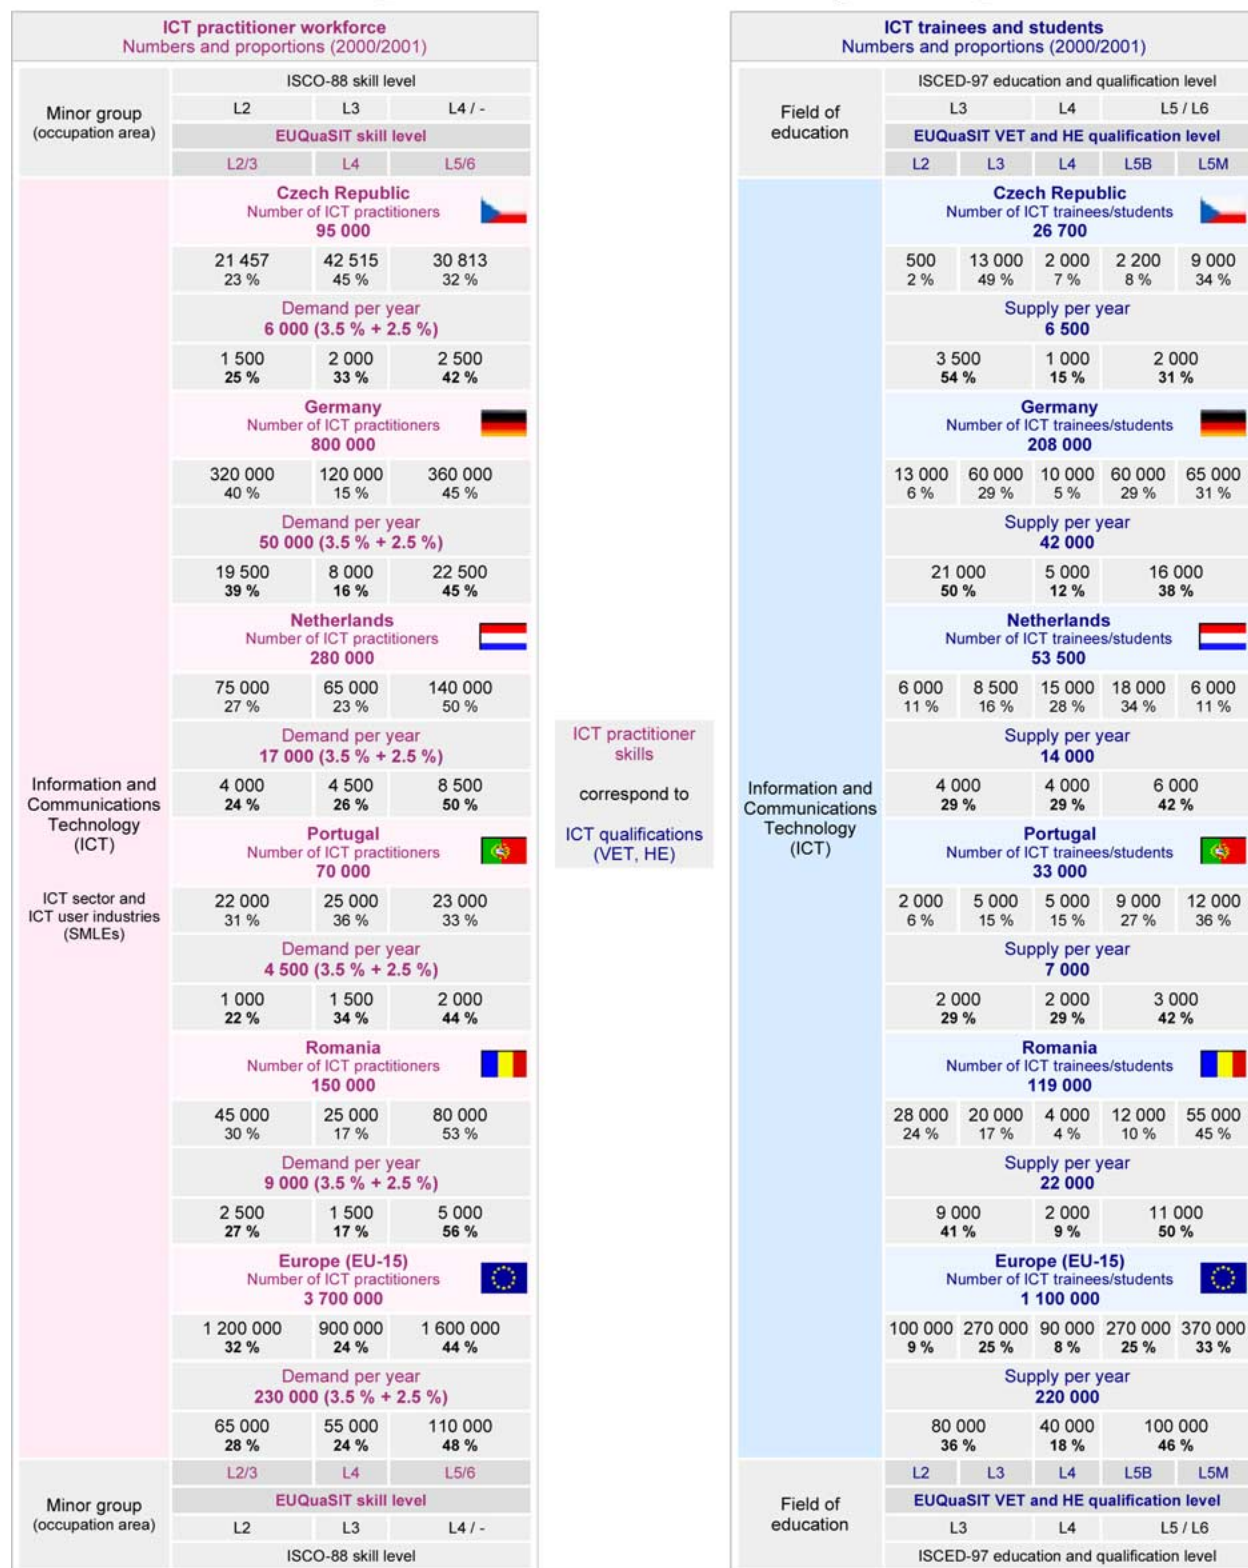 ICT practitioner workforce
Numbers and proportions (2000/2001)
Minor group
(occupation area)
ISCO-88 skill level
L2 L3 L4 / -
EUQuaSIT skill level
L2/3 L4 L5/6
Information and
Communications
Technology
(ICT)
ICT sector and
ICT user industries
(SMLEs)
Czech Republic
Number of ICT practitioners
95 000
21 457 42 515 30 813
23 % 45 % 32 %
Demand per year
6 000 (3.5 % + 2.5 %)
1 500 2 000 2 500
25 % 33 % 42 %
Germany
Number of ICT practitioners
800 000
320 000 120 000 360 000
40 % 15 % 45 %
Demand per year
50 000 (3.5 % + 2.5 %)
19 500 8 000 22 500
39 % 16 % 45 %
Netherlands
Number of ICT practitioners
280 000
75 000 65 000 140 000
27 % 23 % 50 %
Demand per year
17 000 (3.5 % + 2.5 %)
4 000 4 500 8 500
24 % 26 % 50 %
Portugal
Number of ICT practitioners
70 000
22 000 25 000 23 000
31 % 36 % 33 %
Demand per year
4 500 (3.5 % + 2.5 %)
1 000 1 500 2 000
22 % 34 % 44 %
Romania
Number of ICT practitioners
150 000
45 000 25 000 80 000
30 % 17 % 53 %
Demand per year
9 000 (3.5 % + 2.5 %)
2 500 1 500 5 000
27 % 17 % 56 %
Europe (EU-15)
Number of ICT practitioners
3 700 000
1 200 000 900 000 1 600 000
32 % 24 % 44 %
Demand per year
230 000 (3.5 % + 2.5 %)
65 000 55 000 110 000
28 % 24 % 48 %
Minor group
(occupation area)
L2/3 L4 L5/6
EUQuaSIT skill level
L2 L3 L4 / -
ISCO-88 skill level
ICT practitioner
skills
correspond to
ICT qualifications
(VET, HE)
ICT trainees and students
Numbers and proportions (2000/2001)
Field of
education
ISCED-97 education and qualification level
L3 L4 L5 / L6
EUQuaSIT VET and HE qualification level
L2 L3 L4 L5B L5M
Information and
Communications
Technology
(ICT)
Czech Republic
Number of ICT trainees/students
26 700
500 13 000 2 000 2 200 9 000
2 % 49 % 7 % 8 % 34 %
Supply per year
6 500
3 500 1 000 2 000
54 % 15 % 31 %
Germany
Number of ICT trainees/students
208 000
13 000 60 000 10 000 60 000 65 000
6 % 29 % 5 % 29 % 31 %
Supply per year
42 000
21 000 5 000 16 000
50 % 12 % 38 %
Netherlands
Number of ICT trainees/students
53 500
6 000 8 500 15 000 18 000 6 000
11 % 16 % 28 % 34 % 11 %
Supply per year
14 000
4 000 4 000 6 000
29 % 29 % 42 %
Portugal
Number of ICT trainees/students
33 000
2 000 5 000 5 000 9 000 12 000
6 % 15 % 15 % 27 % 36 %
Supply per year
7 000
2 000 2 000 3 000
29 % 29 % 42 %
Romania
Number of ICT trainees/students
119 000
28 000 20 000 4 000 12 000 55 000
24 % 17 % 4 % 10 % 45 %
Supply per year
22 000
9 000 2 000 11 000
41 % 9 % 50 %
Europe (EU-15)
Number of ICT trainees/students
1 100 000
100 000 270 000 90 000 270 000 370 000
9 % 25 % 8 % 25 % 33 %
Supply per year
220 000
80 000 40 000 100 000
36 % 18 % 46 %
Field of
education
L2 L3 L4 L5B L5M
EUQuaSIT VET and HE qualification level
L3 L4 L5 / L6
ISCED-97 education and qualification level